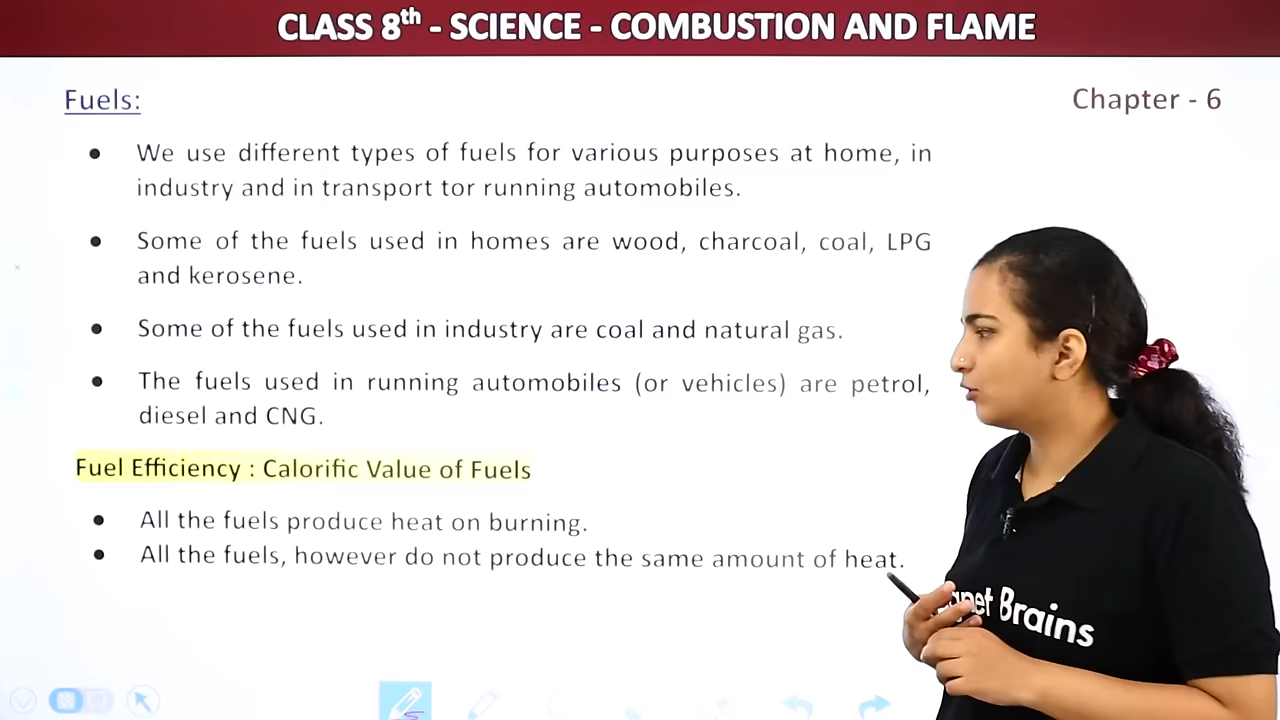 CLASS 8th - SCIENCE - COMBUSTION AND FLAME
Fuels:
Chapter - 6
● We use different types of fuels for various purposes at home, in
industry and in transport tor running automobiles.
● Some of the fuels used in homes are wood, charcoal, coal, LPG
and kerosene.
● Some of the fuels used in industry are coal and natural gas.
● The fuels used in running automobiles (or vehicles) are petrol,
diesel and CNG.
Fuel Efficiency : Calorific Value of Fuels
● All the fuels produce heat on burning.
● All the fuels, however do not produce the same amount of heat.
Brains